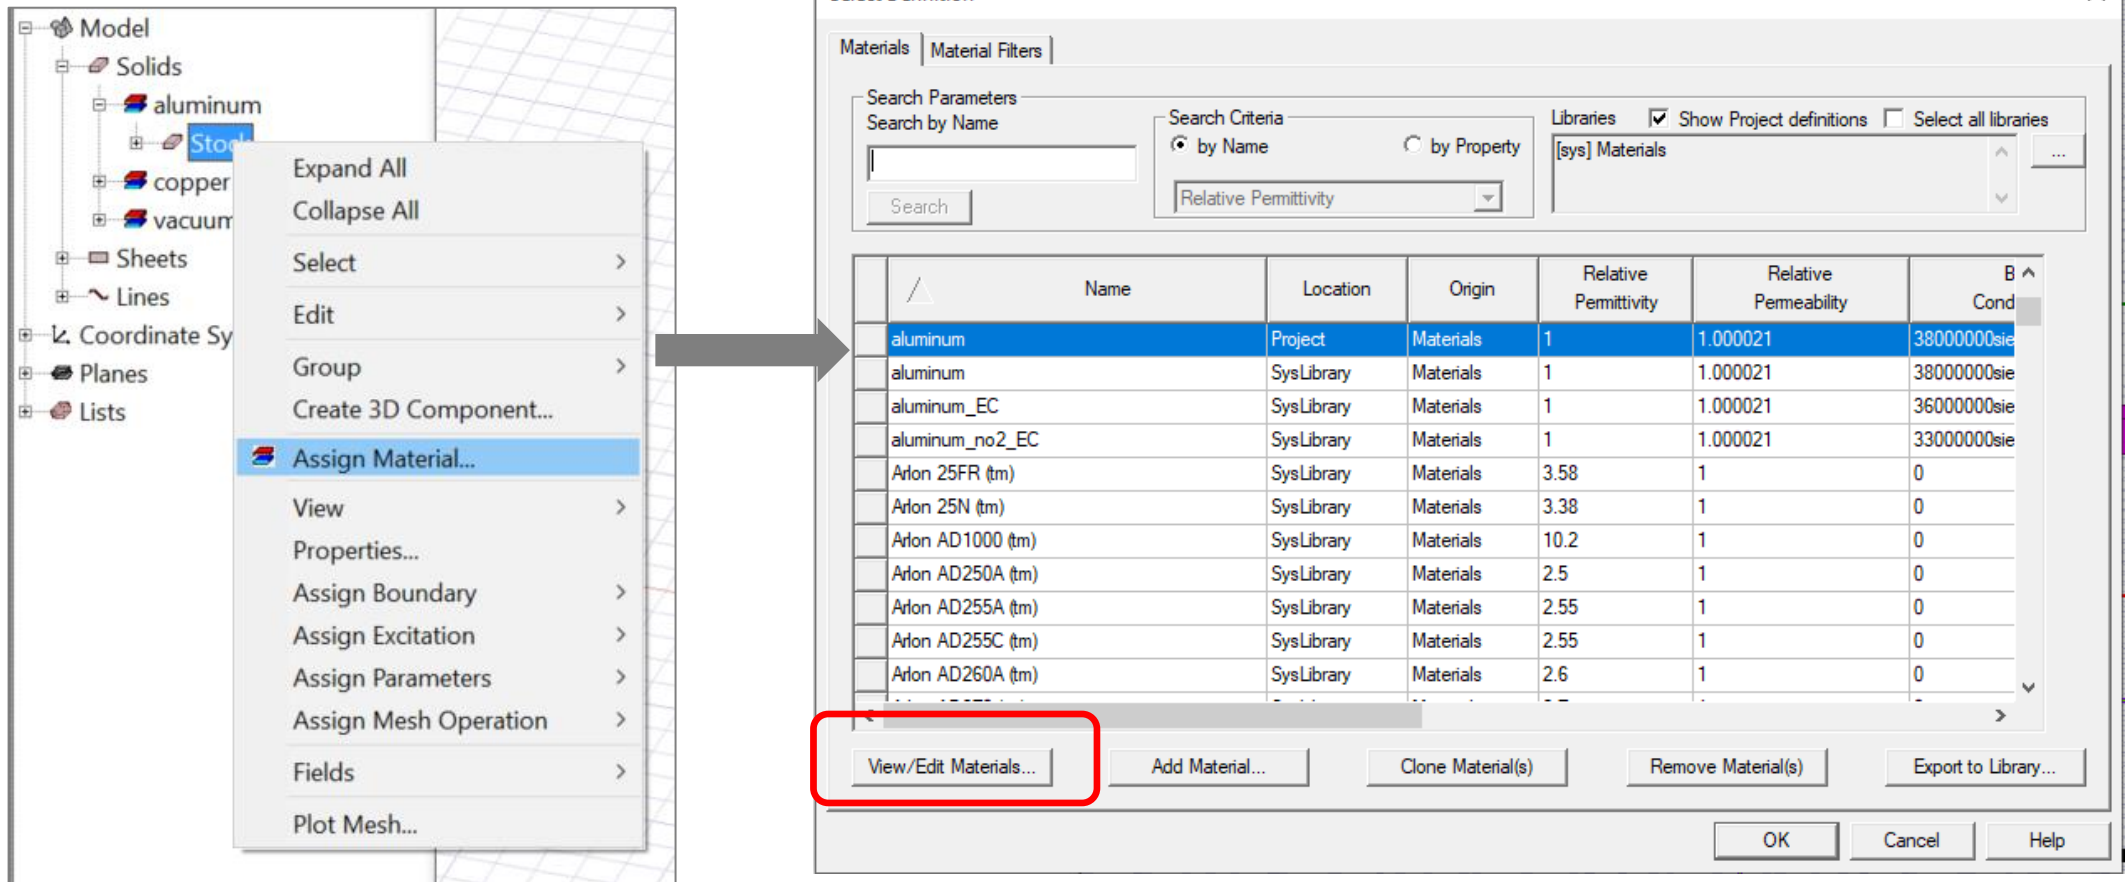 Model
Solids
aluminum
Stock
copper
vacuum
Sheets
Lines
Coordinate Sy
Planes
Lists
Expand All
Collapse All
Select
Edit
Group
Create 3D Component...
Assign Material...
View
Properties...
Assign Boundary
Assign Excitation
Assign Parameters
Assign Mesh Operation
Fields
Plot Mesh...
Materials Material Filters
Search Parameters
Search by Name
Search
Search Criteria
by Name by Property
Relative Permittivity
Libraries Show Project definitions Select all libraries
[sys] Materials
...
Name Location Origin Relative Permittivity Relative Permeability B Cond
aluminum Project Materials 1 1.000021 38000000sie
aluminum SysLibrary Materials 1 1.000021 38000000sie
aluminum_EC SysLibrary Materials 1 1.000021 36000000sie
aluminum_no2_EC SysLibrary Materials 1 1.000021 33000000sie
Arlon 25FR (tm) SysLibrary Materials 3.58 1 0
Arlon 25N (tm) SysLibrary Materials 3.38 1 0
Arlon AD1000 (tm) SysLibrary Materials 10.2 1 0
Arlon AD250A (tm) SysLibrary Materials 2.5 1 0
Arlon AD255A (tm) SysLibrary Materials 2.55 1 0
Arlon AD255C (tm) SysLibrary Materials 2.55 1 0
Arlon AD260A (tm) SysLibrary Materials 2.6 1 0
View/Edit Materials... Add Material... Clone Material(s) Remove Material(s) Export to Library...
OK Cancel Help